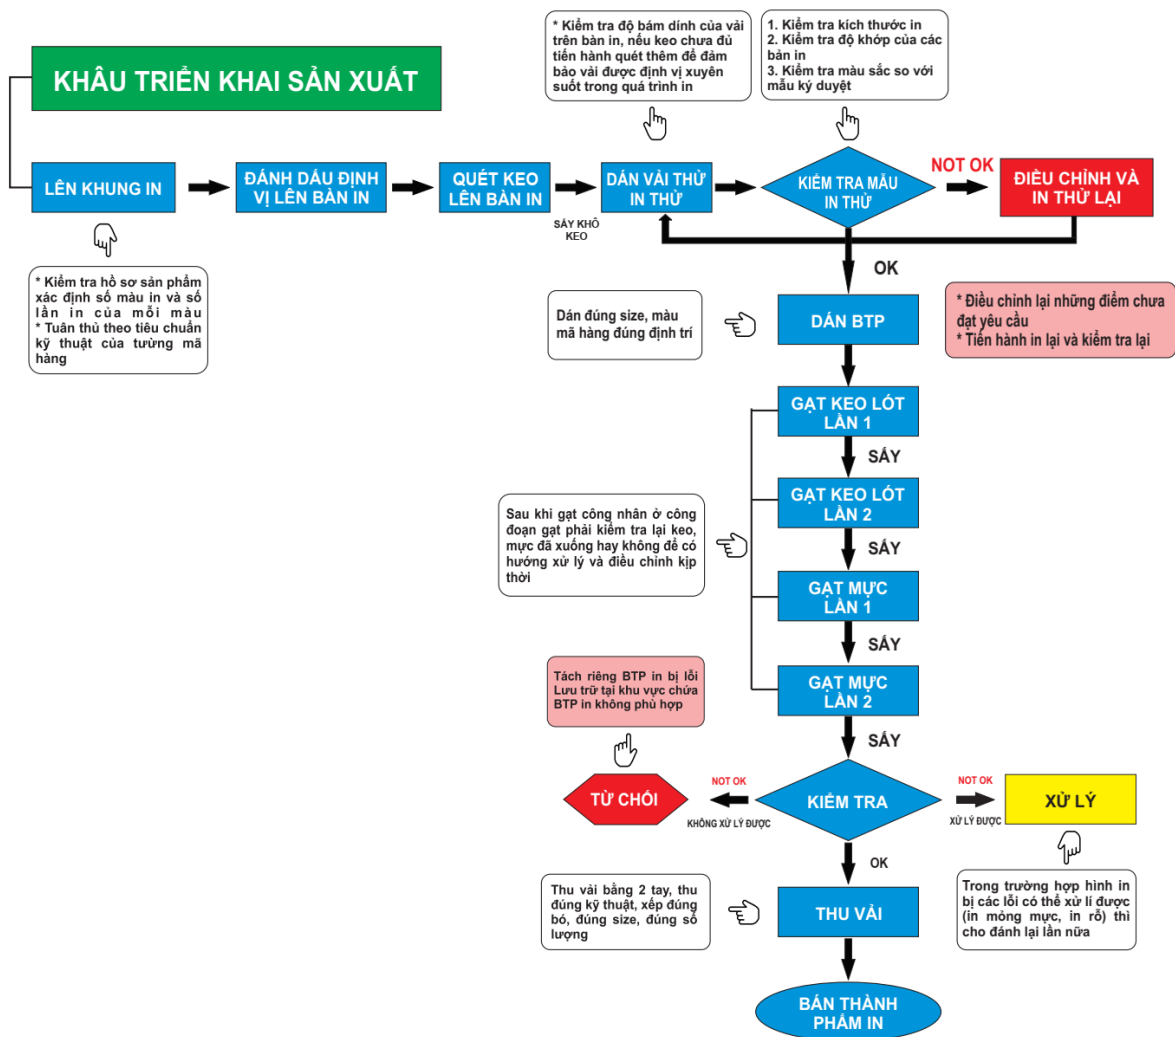 * Kiểm tra độ bám dính của vải
trên bàn in, nếu keo chưa đủ
tiến hành quét thêm để đảm
bảo vải được định vị xuyên
suốt trong quá trình in
1. Kiểm tra kích thước in
2. Kiểm tra độ khớp của các
bản in
3. Kiểm tra màu sắc so với
mẫu ký duyệt
KHÂU TRIỂN KHAI SẢN XUẤT
LÊN KHUNG IN
ĐÁNH DẤU ĐỊNH
VỊ LÊN BÀN IN
QUÉT KEO
LÊN BÀN IN
SẤY KHÔ
KEO
DÁN VẢI THỬ
IN THỬ
KIỂM TRA MẪU
IN THỬ
NOT OK
ĐIỀU CHỈNH VÀ
IN THỬ LẠI
* Kiểm tra hồ sơ sản phẩm
xác định số màu in và số
lần in của mỗi màu
* Tuân thủ theo tiêu chuẩn
kỹ thuật của tưừng mã
hàng
OK
Dán đúng size, màu
mã hàng đúng định trí
DÁN BTP
* Điều chỉnh lại những điểm chưa
đạt yêu cầu
* Tiến hành in lại và kiểm tra lại
GẠT KEO LÓT
LẦN 1
SẤY
GẠT KEO LÓT
LẦN 2
SẤY
Sau khi gạt công nhân ở công
đoạn gạt phải kiểm tra lại keo,
mực đã xuống hay không để có
hướng xử lý và điều chỉnh kịp
thời
GẠT MỰC
LẦN 1
SẤY
GẠT MỰC
LẦN 2
SẤY
Tách riêng BTP in bị lỗi
Lưu trữ tại khu vực chứa
BTP in không phù hợp
TỪ CHỐI
NOT OK
KHÔNG XỬ LÝ ĐƯỢC
KIỂM TRA
NOT OK
XỬ LÝ ĐƯỢC
XỬ LÝ
OK
Thu vải bằng 2 tay, thu
đúng kỹ thuật, xếp đúng
bó, đúng size, đúng số
lượng
THU VẢI
Trong trường hợp hình in
bị các lỗi có thể xử lí được
(in mỏng mực, in rỗ) thì
cho đánh lại lần nữa
BÁN THÀNH
PHẨM IN